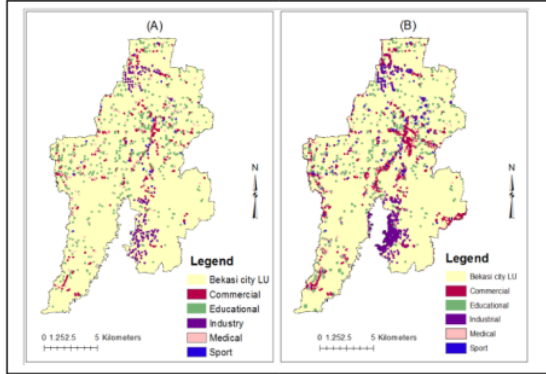 (A)
N
Legend
Bekasi city LU
Commercial
Educational
Industry
Medical
Sport
0 1.252.5 5 Kilometers
(B)
N
Legend
Bekasi city LU
Commercial
Educational
Industrial
Medical
Sport
0 1.252.5 5 Kilometers